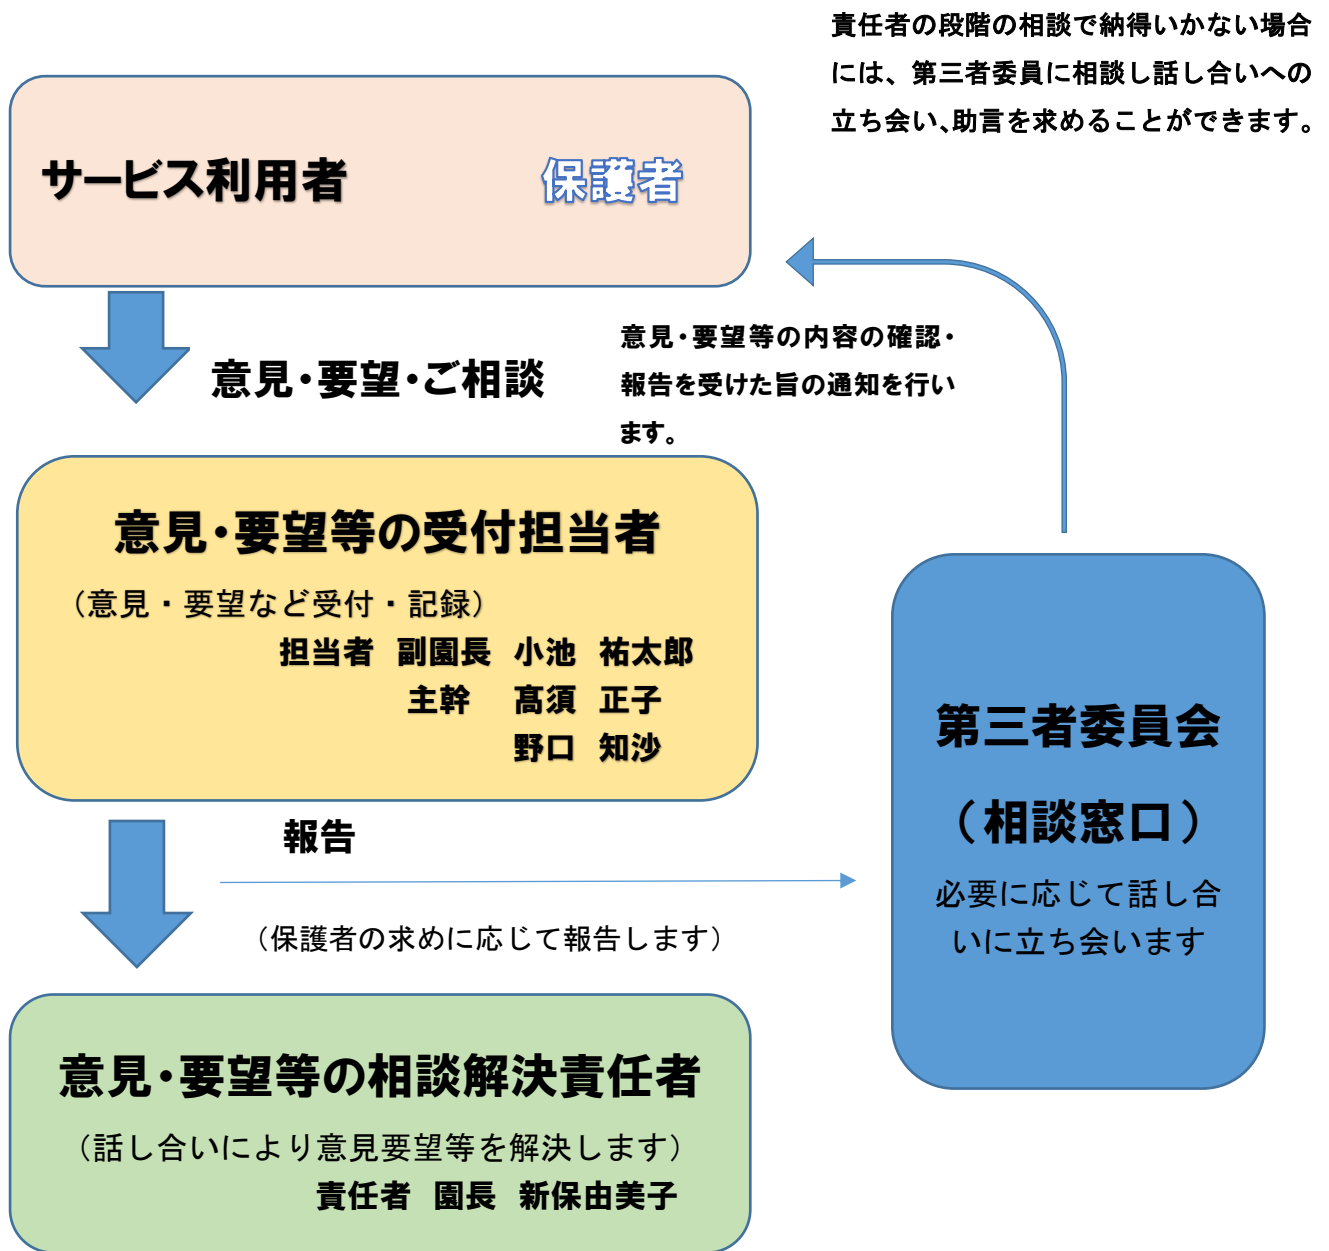 責任者の段階の相談で納得いかない場合
には、第三者委員に相談し話し合いへの
立ち会い、助言を求めることができます。
サービス利用者 保護者
意見・要望・ご相談
意見・要望等の内容の確認・
報告を受けた旨の通知を行い
ます。
意見・要望等の受付担当者
（意見・要望など受付・記録）
担当者 副園長 小池 祐太郎
主幹 髙須 正子
野口 知沙
報告
（保護者の求めに応じて報告します）
第三者委員会
（相談窓口）
必要に応じて話し合
いに立ち会います
意見・要望等の相談解決責任者
（話し合いにより意見要望等を解決します）
責任者 園長 新保由美子